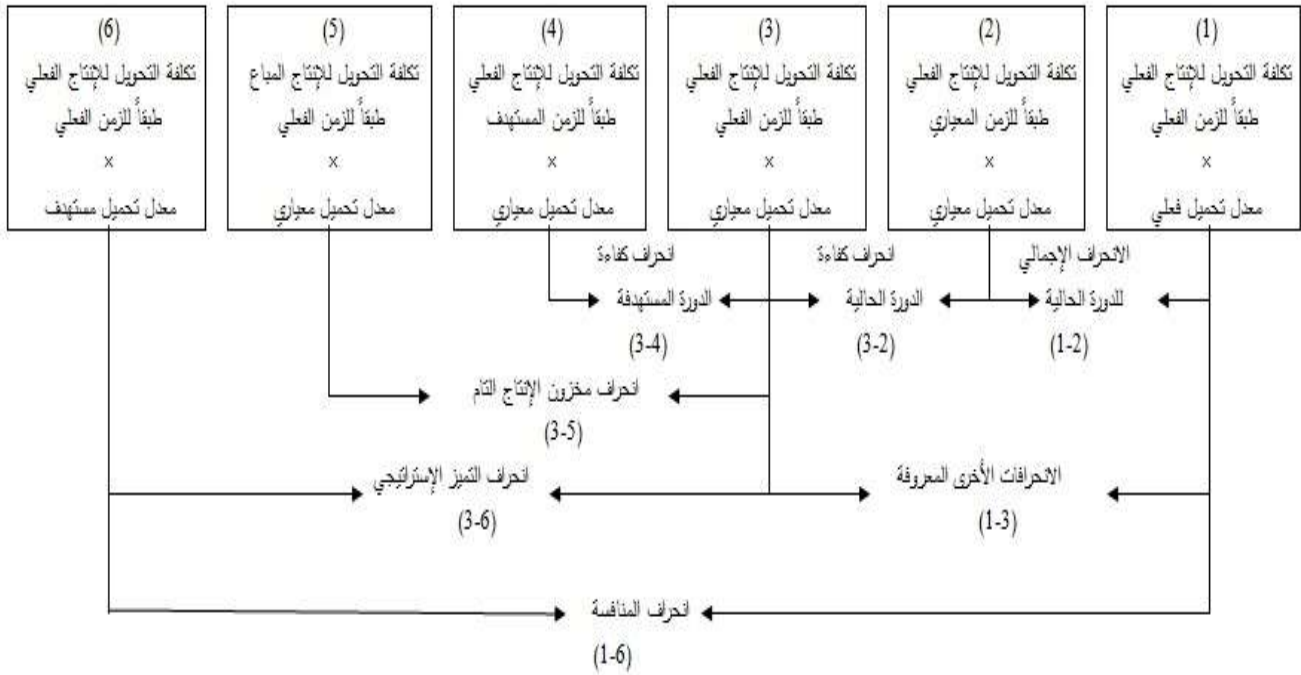 (1)
تكلفة التحويل للإنتاج الفعلي
طبقاً للزمن الفعلي
×
معدل تحميل فعلي
(2)
تكلفة التحويل للإنتاج الفعلي
طبقاً للزمن المعياري
×
معدل تحميل معياري
(3)
تكلفة التحويل للإنتاج الفعلي
طبقاً للزمن الفعلي
×
معدل تحميل معياري
(4)
تكلفة التحويل للإنتاج الفعلي
طبقاً للزمن المستهدف
×
معدل تحميل معياري
(5)
تكلفة التحويل للإنتاج المباع
طبقاً للزمن الفعلي
×
معدل تحميل معياري
(6)
تكلفة التحويل للإنتاج الفعلي
طبقاً للزمن الفعلي
×
معدل تحميل مستهدف
الانحراف الإجمالي
للدورة الحالية
(1-2)
انحراف كفاءة
الدورة الحالية
(3-2)
انحراف كفاءة
الدورة المستهدفة
(3-4)
انحراف مخزون الإنتاج التام
(3-5)
الانحرافات الأخرى المعروفة
(1-3)
انحراف التميز الإستراتيجي
(3-6)
انحراف المنافسة
(1-6)